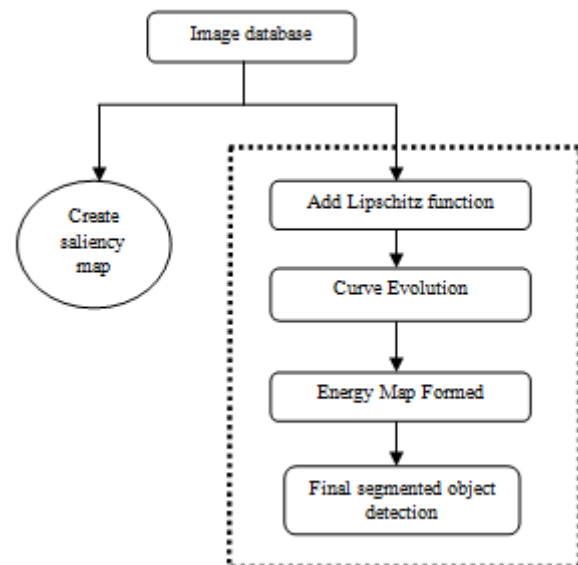 Image database
Create
saliency
map
Add Lipschitz function
Curve Evolution
Energy Map Formed
Final segmented object
detection